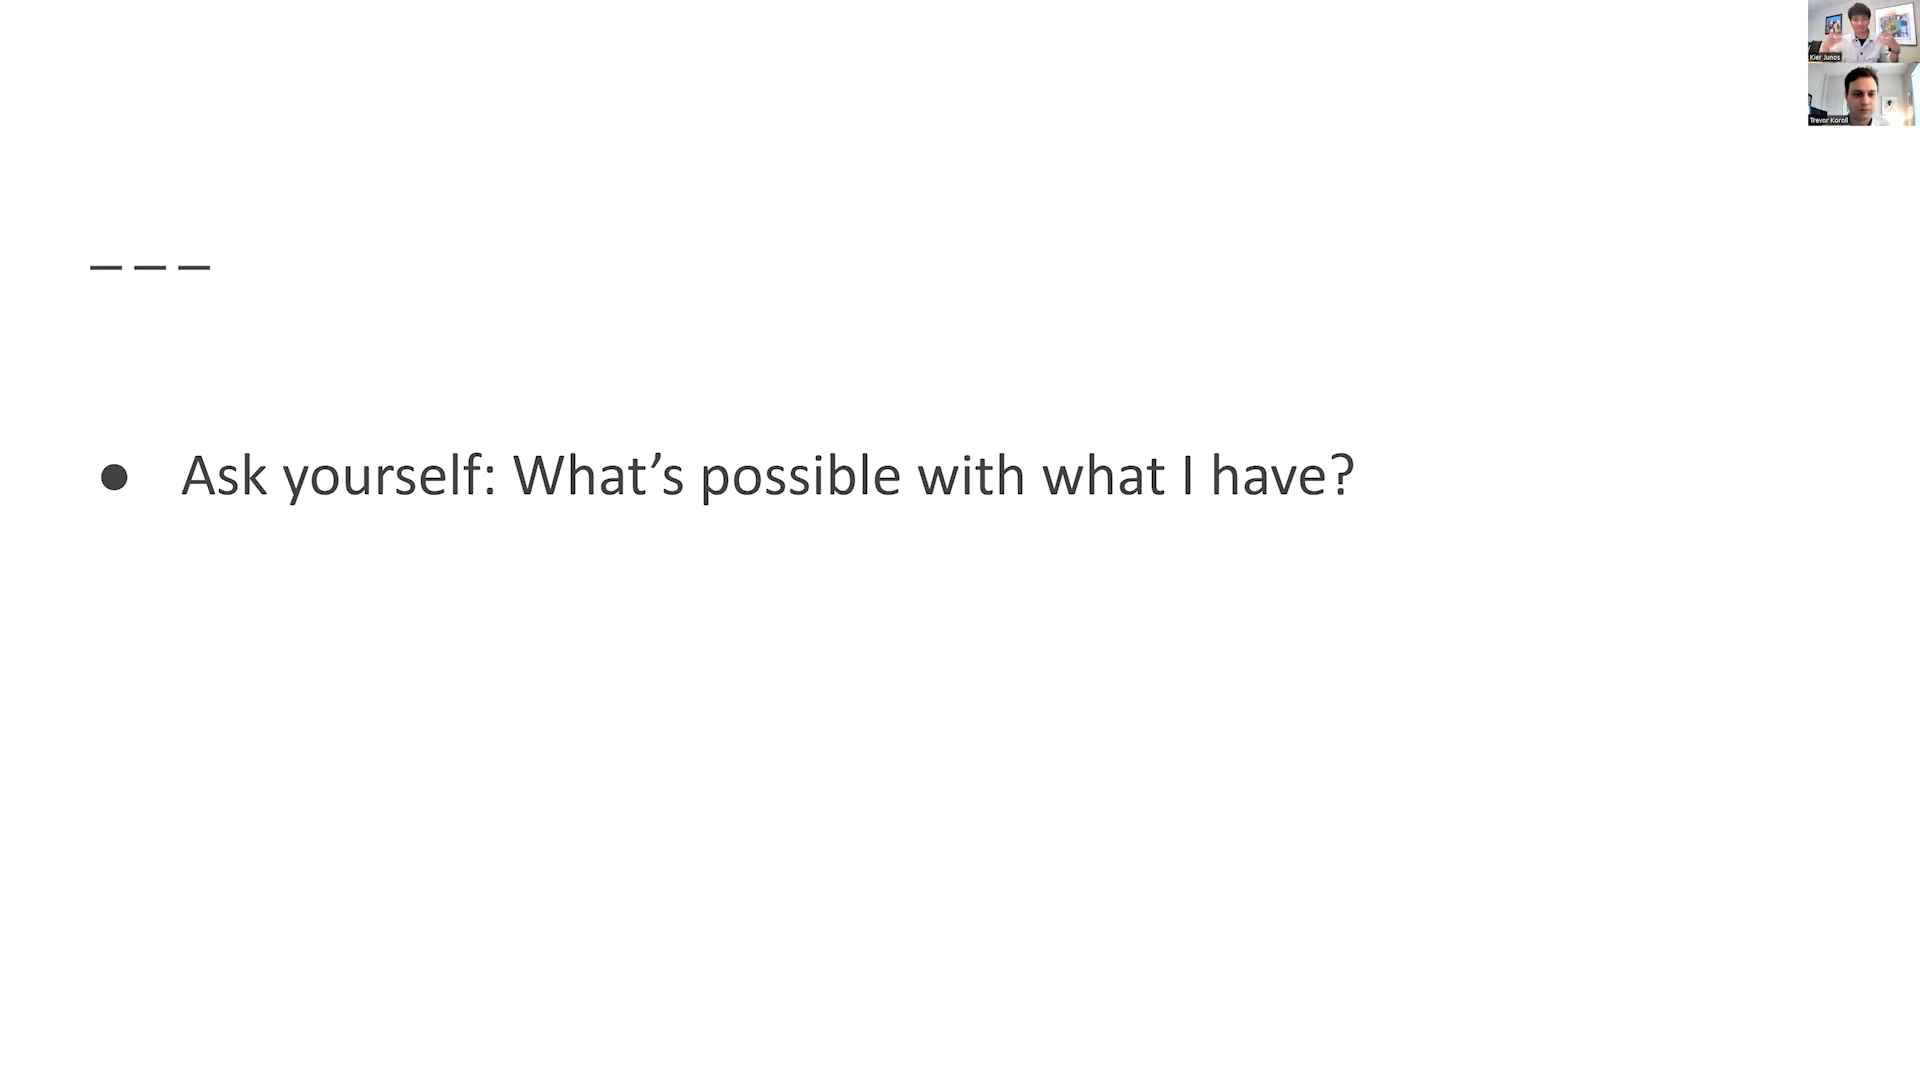 Kier Junos
Trevor Koroll
– – –
● Ask yourself: What’s possible with what I have?